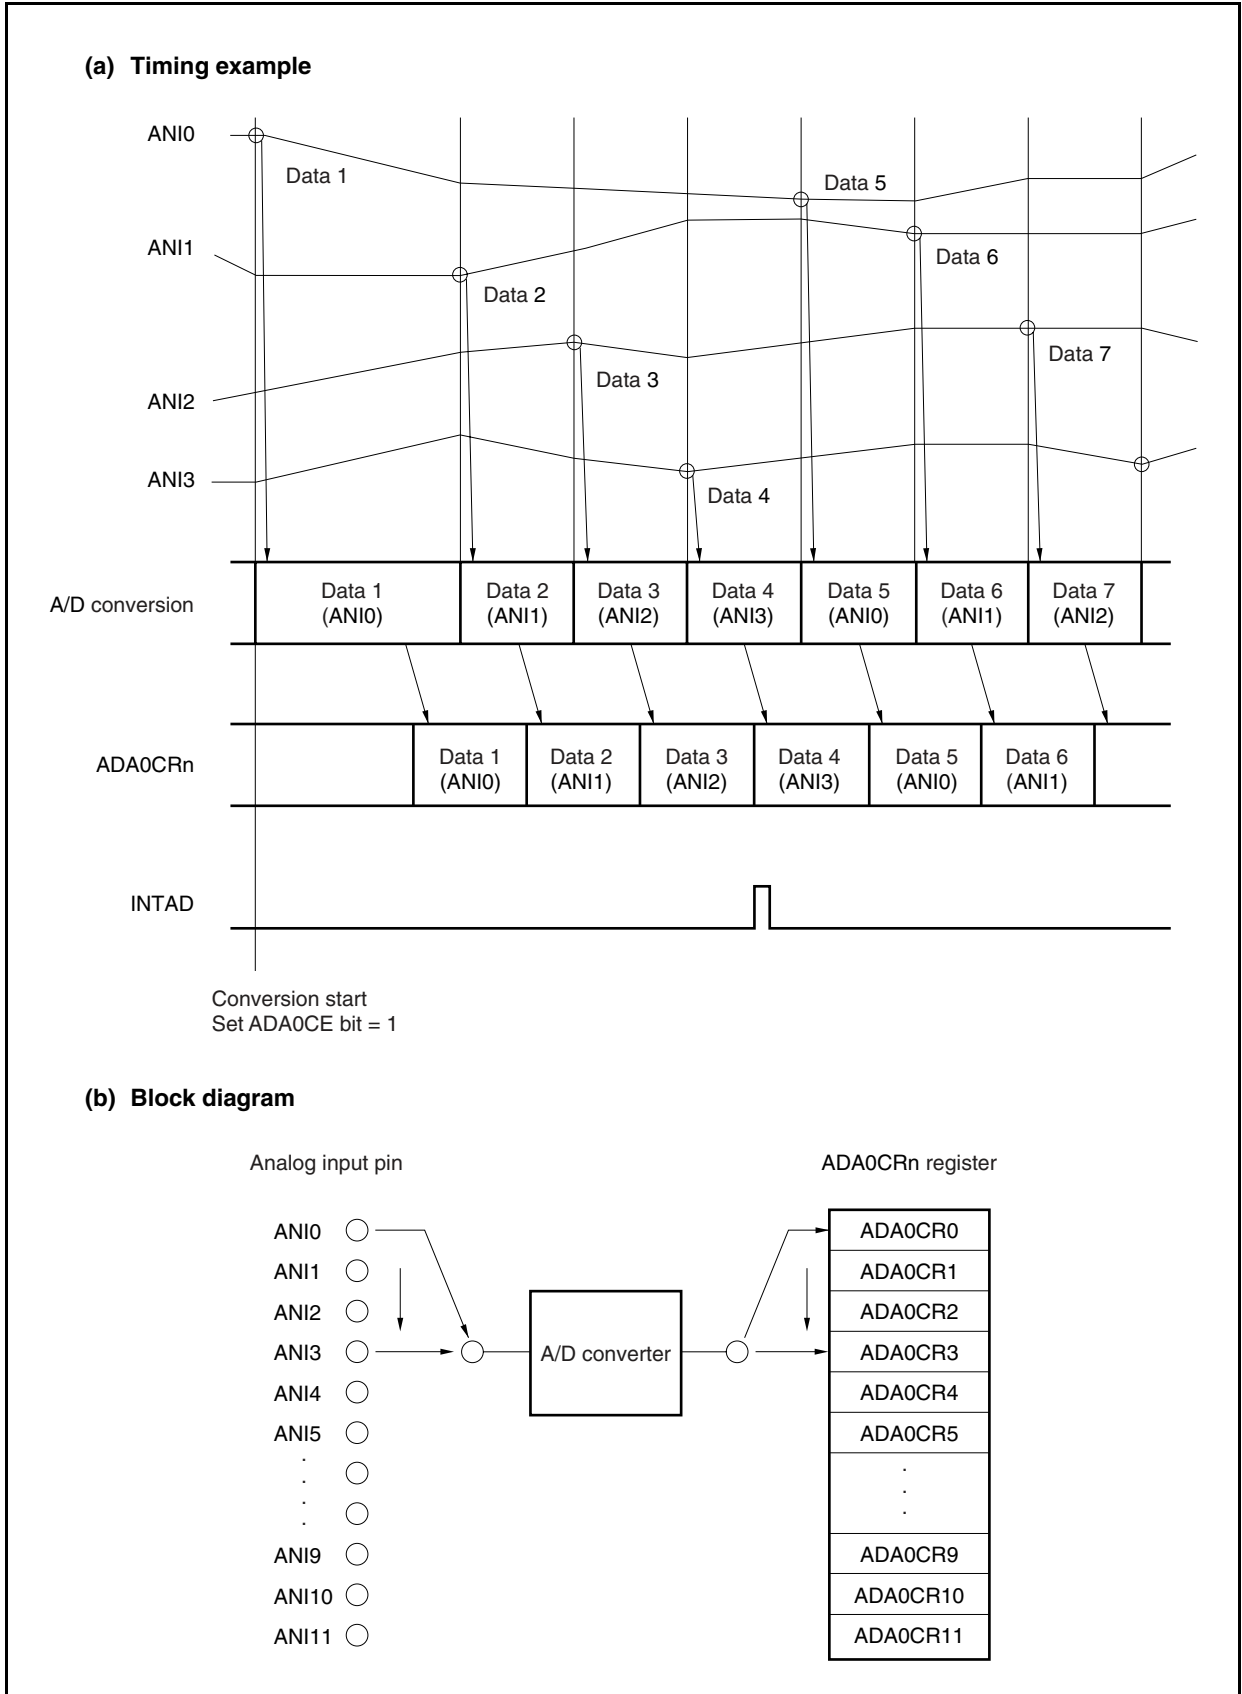 (a) Timing example
ANI0
Data 1
Data 5
ANI1
Data 6
Data 2
Data 7
Data 3
ANI2
ANI3
Data 4
A/D conversion
Data 1 Data 2 Data 3 Data 4 Data 5 Data 6 Data 7
(ANI0) (ANI1) (ANI2) (ANI3) (ANI0) (ANI1) (ANI2)
ADA0CRn
Data 1 Data 2 Data 3 Data 4 Data 5 Data 6
(ANI0) (ANI1) (ANI2) (ANI3) (ANI0) (ANI1)
INTAD
Conversion start
Set ADA0CE bit = 1
(b) Block diagram
Analog input pin
ADA0CRn register
ANI0
ANI1
ANI2
ANI3
ANI4
ANI5
ANI9
ANI10
ANI11
A/D converter
ADA0CR0
ADA0CR1
ADA0CR2
ADA0CR3
ADA0CR4
ADA0CR5
ADA0CR9
ADA0CR10
ADA0CR11